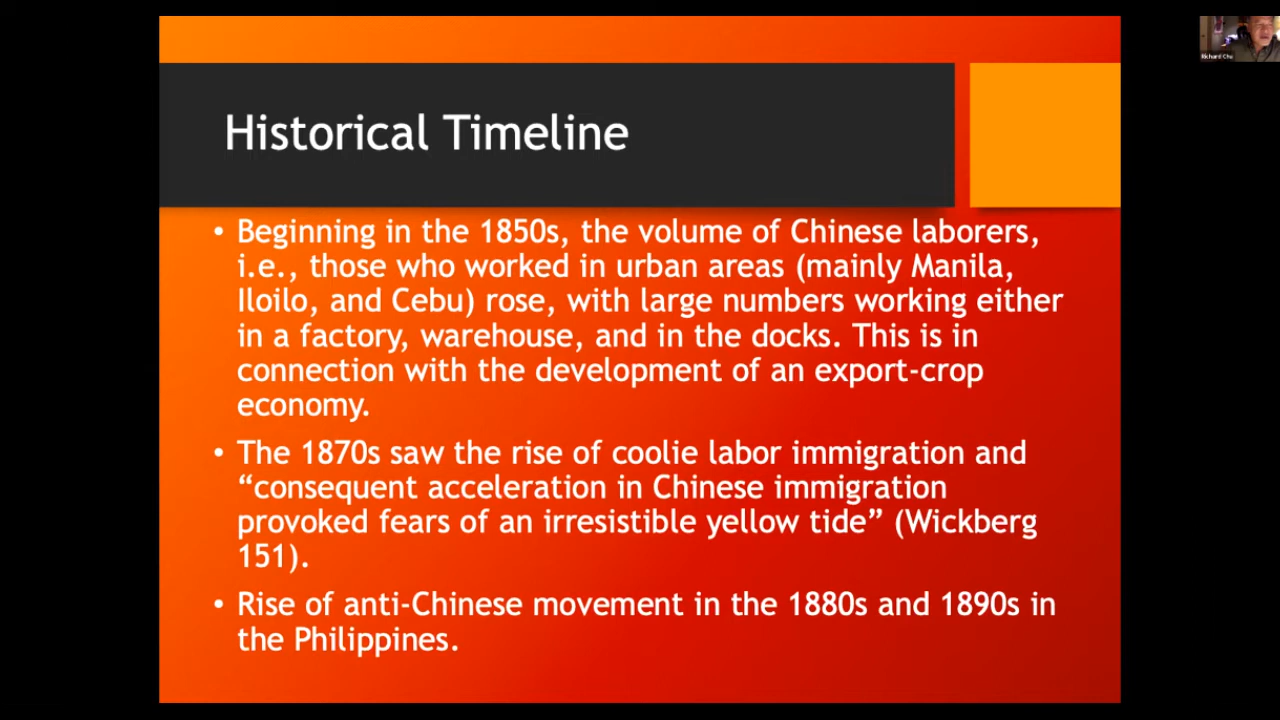 Richard Chu
Historical Timeline
• Beginning in the 1850s, the volume of Chinese laborers,
i.e., those who worked in urban areas (mainly Manila,
Iloilo, and Cebu) rose, with large numbers working either
in a factory, warehouse, and in the docks. This is in
connection with the development of an export-crop
economy.
• The 1870s saw the rise of coolie labor immigration and
“consequent acceleration in Chinese immigration
provoked fears of an irresistible yellow tide” (Wickberg
151).
• Rise of anti-Chinese movement in the 1880s and 1890s in
the Philippines.